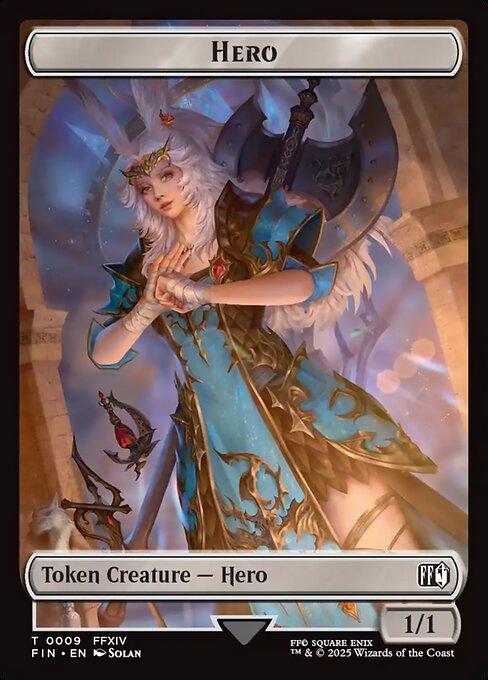 HERO
Token Creature — Hero
FF
1/1
T 0009 FFXIV
FIN • EN SOLAN
FF© SQUARE ENIX
™ & © 2025 Wizards of the Coast